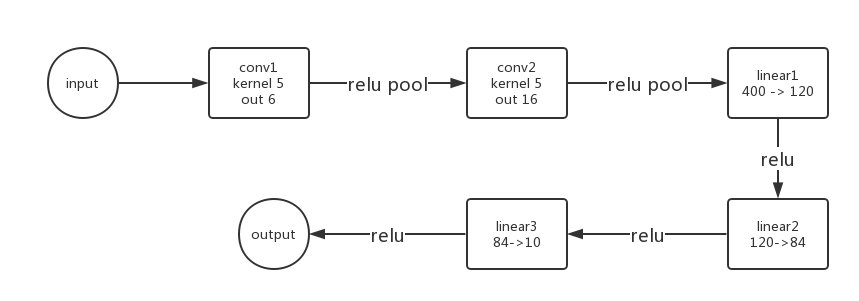 input
conv1
kernel 5
out 6
relu pool
conv2
kernel 5
out 16
relu pool
linear1
400 -> 120
relu
linear2
120->84
relu
linear3
84->10
relu
output